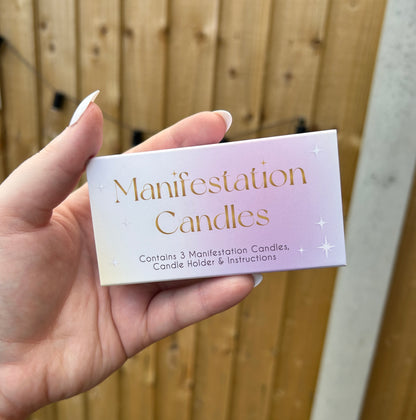 Manifestation
Candles
Contains 3 Manifestation Candles,
Candle Holder & Instructions